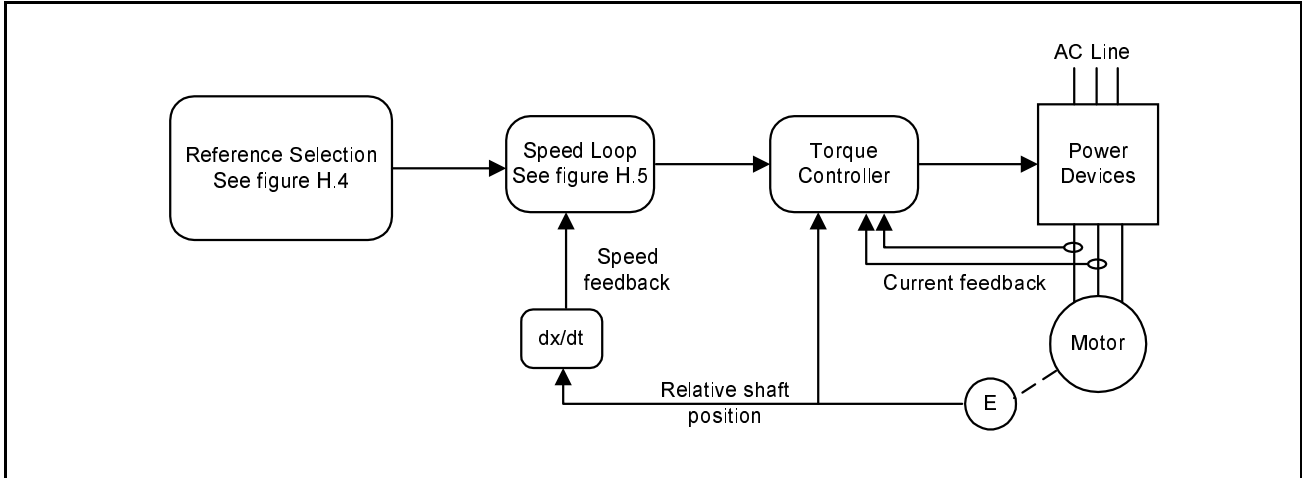 AC Line
Reference Selection
See figure H.4
Speed Loop
See figure H.5
Torque
Controller
Power
Devices
Speed
feedback
Current feedback
dx/dt
Motor
Relative shaft
position
E